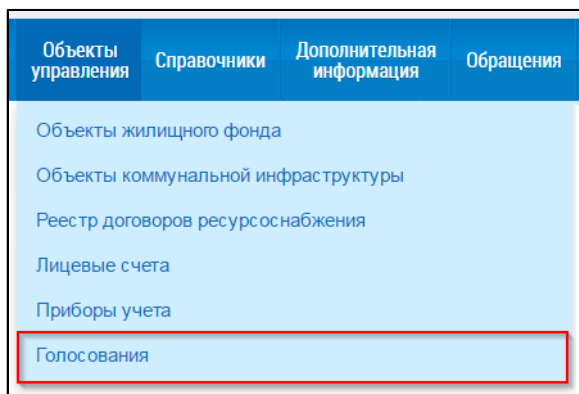 Объекты
управления
Справочники
Дополнительная
информация
Обращения
Объекты жилищного фонда
Объекты коммунальной инфраструктуры
Реестр договоров ресурсоснабжения
Лицевые счета
Приборы учета
Голосования